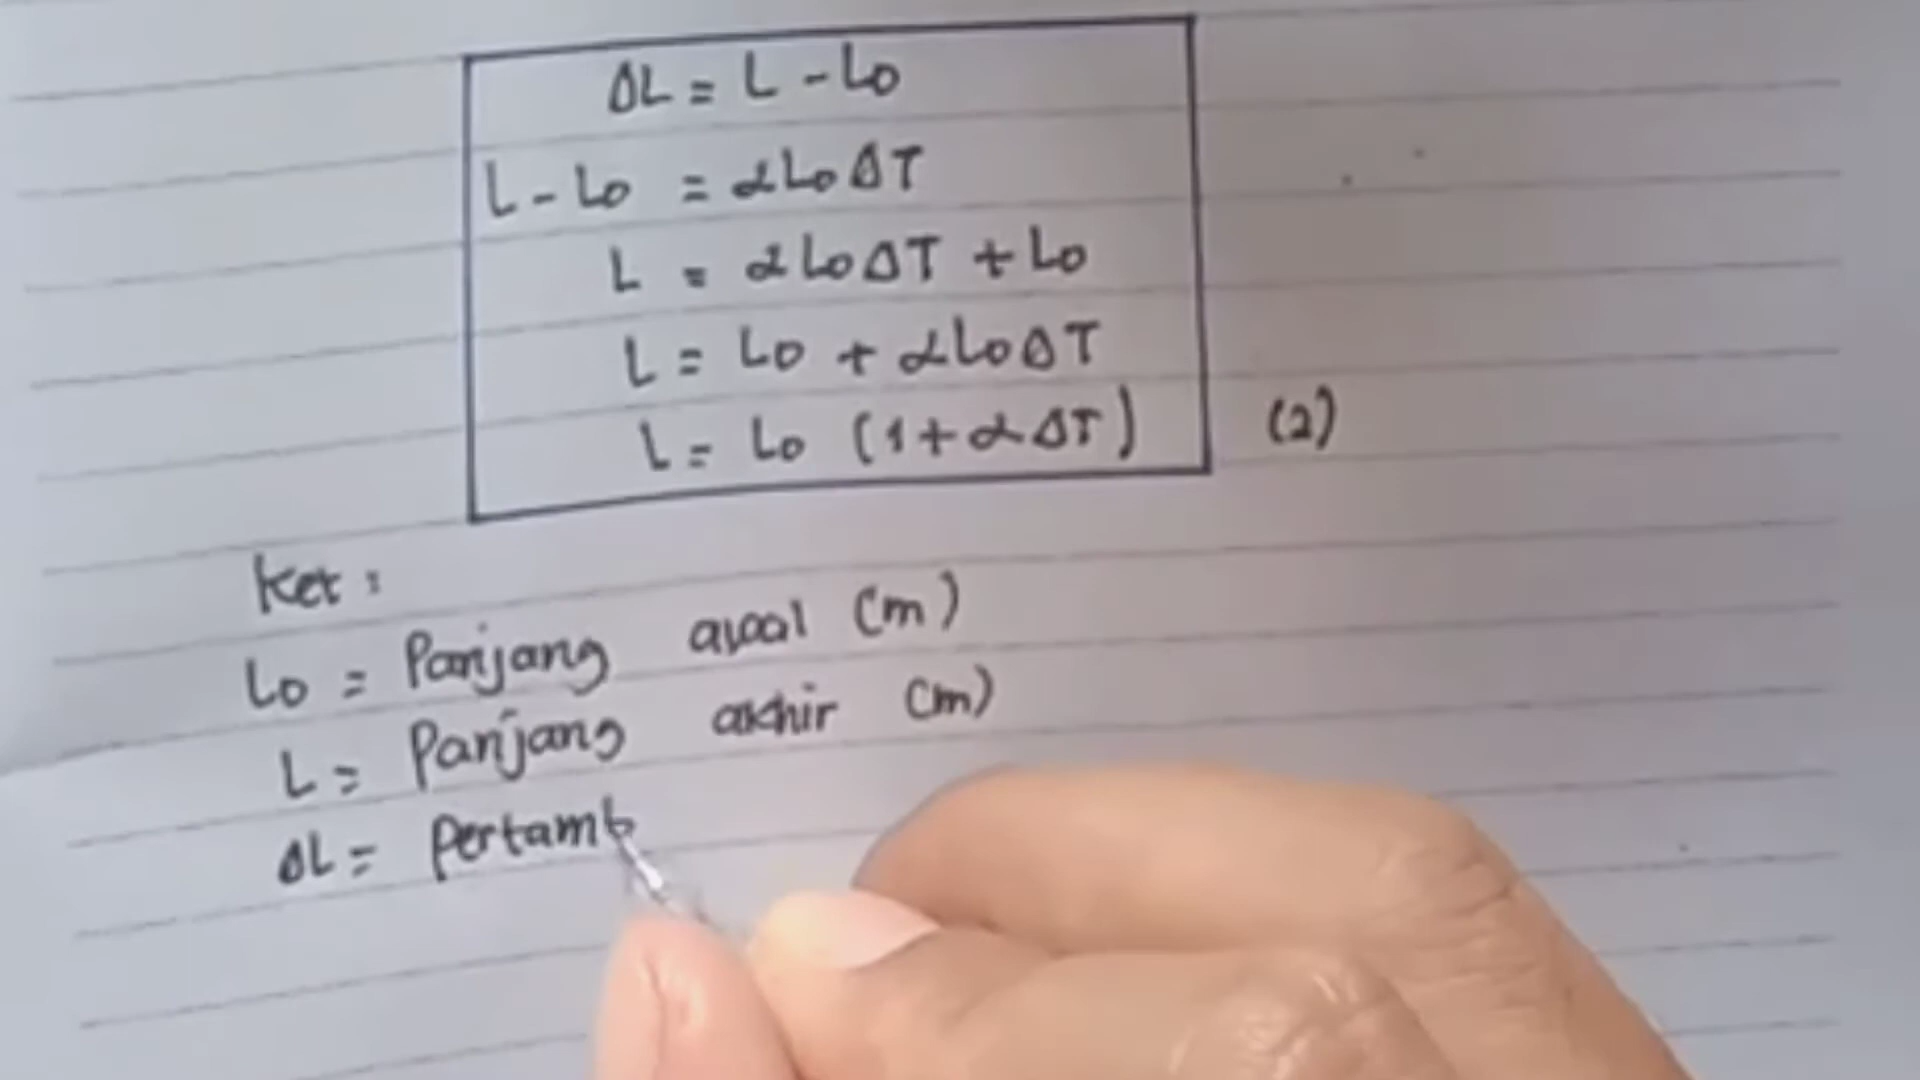 ΔL = L - Lo
L - Lo = αLoΔT
L = αLoΔT + Lo
L = Lo + αLoΔT
L = Lo (1 + αΔT) (2)
Ket :
Lo = Panjang awal (m)
L = Panjang akhir (m)
ΔL = Pertamb